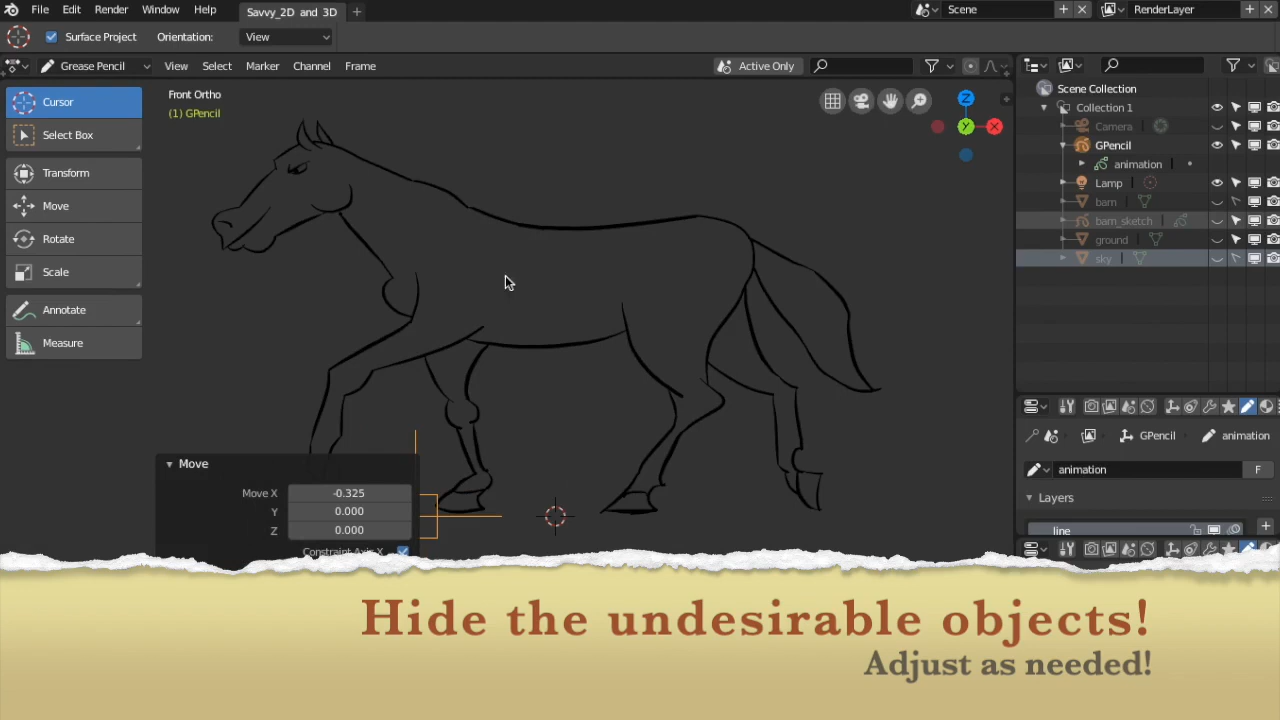 File Edit Render Window Help Savvy_2D and 3D Scene RenderLayer
Surface Project Orientation: View
Grease Pencil View Select Marker Channel Frame Active Only
Front Ortho
(1) GPencil
Cursor
Select Box
Transform
Move
Rotate
Scale
Annotate
Measure
Z
Y
X
Scene Collection
Collection 1
Camera
GPencil
animation
Lamp
barn
barn_sketch
ground
sky
GPencil animation
animation F
Layers
line
Move
Move X -0.325
Y 0.000
Z 0.000
Constraint Axis X
Hide the undesirable objects!
Adjust as needed!